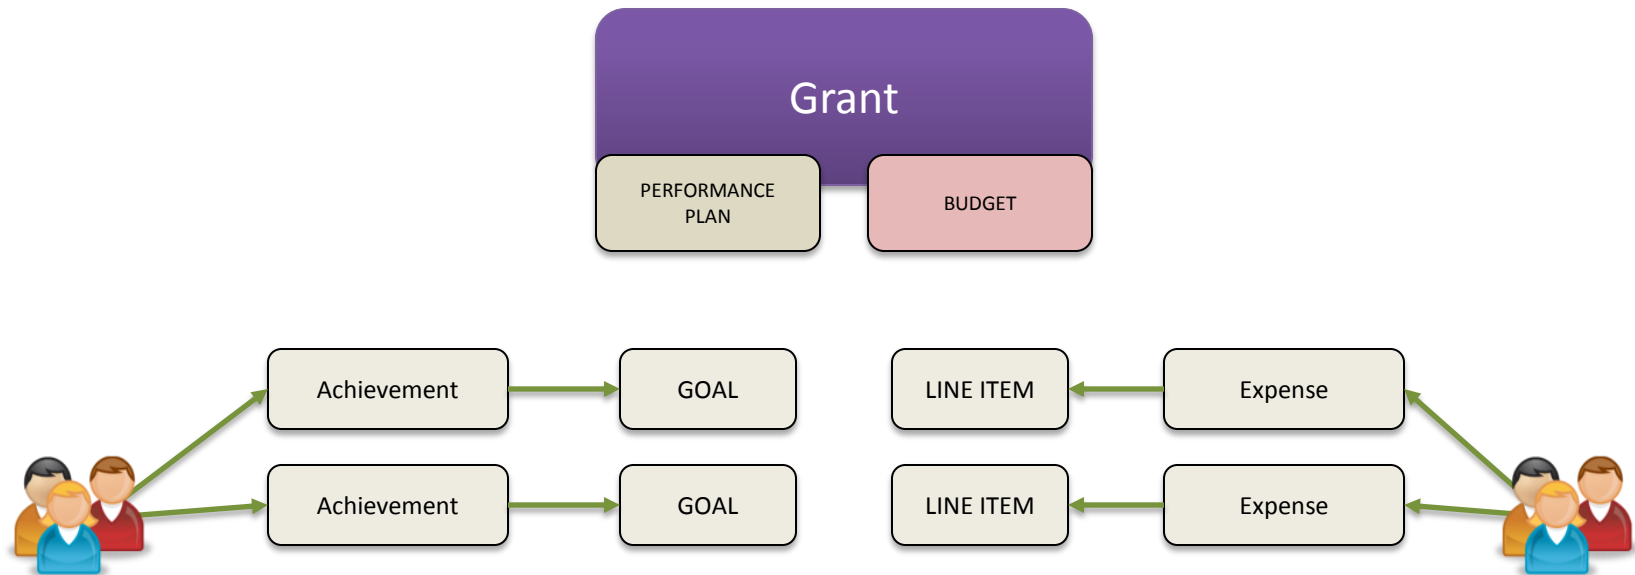 Grant
PERFORMANCE
PLAN
BUDGET
Achievement
GOAL
LINE ITEM
Expense
Achievement
GOAL
LINE ITEM
Expense